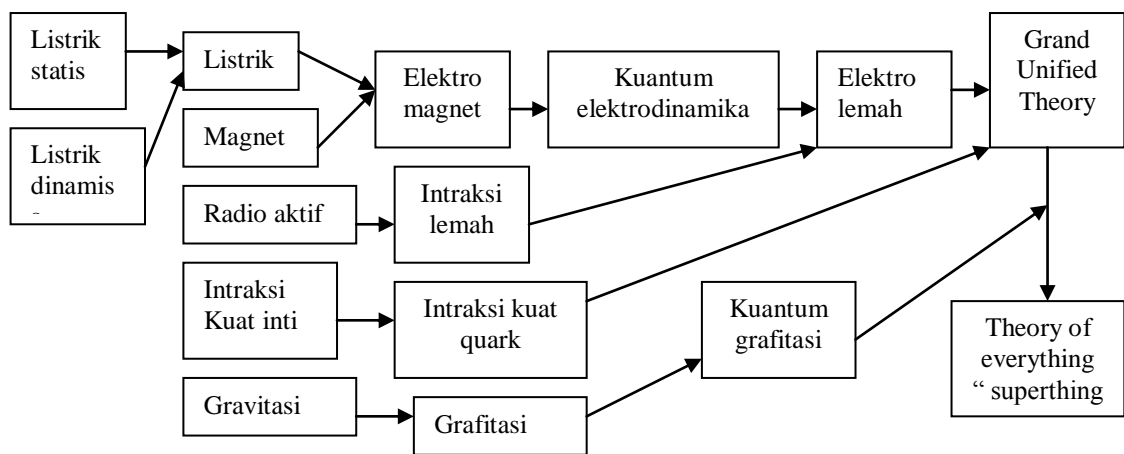 Listrik
statis
Listrik
dinamis
Listrik
Magnet
Elektro
magnet
Kuantum
elektrodinamika
Elektro
lemah
Grand
Unified
Theory
Radio aktif
Intraksi
lemah
Intraksi
Kuat inti
Intraksi kuat
quark
Kuantum
grafitasi
Gravitasi
Grafitasi
Theory of
everything
“ superthing